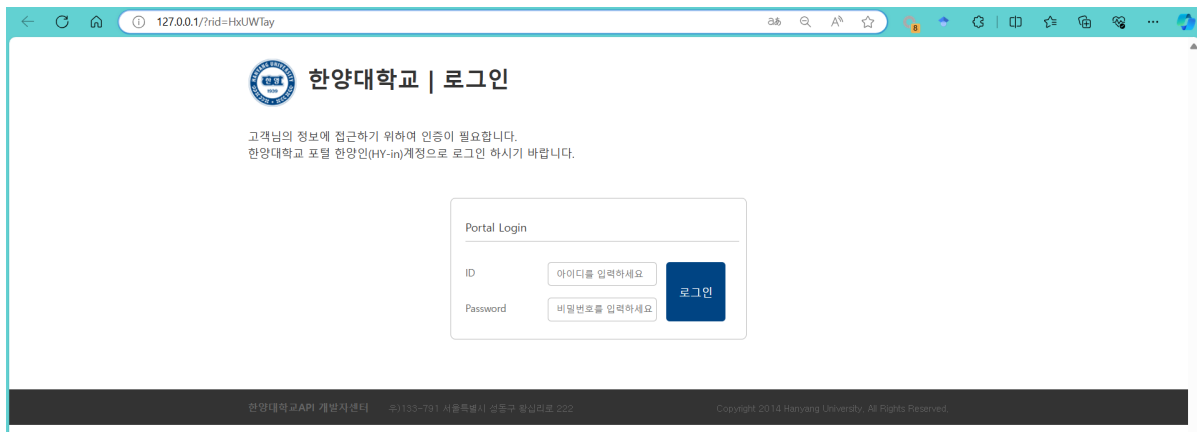 127.0.0.1/?rid=HxUWTay
8
한양대학교 | 로그인
고객님의 정보에 접근하기 위하여 인증이 필요합니다.
한양대학교 포털 한양인(HY-in)계정으로 로그인 하시기 바랍니다.
Portal Login
ID
아이디를 입력하세요
Password
비밀번호를 입력하세요
로그인
한양대학교API 개발자센터 우)133-791 서울특별시 성동구 왕십리로 222 Copyright 2014 Hanyang University. All Rights Reserved.